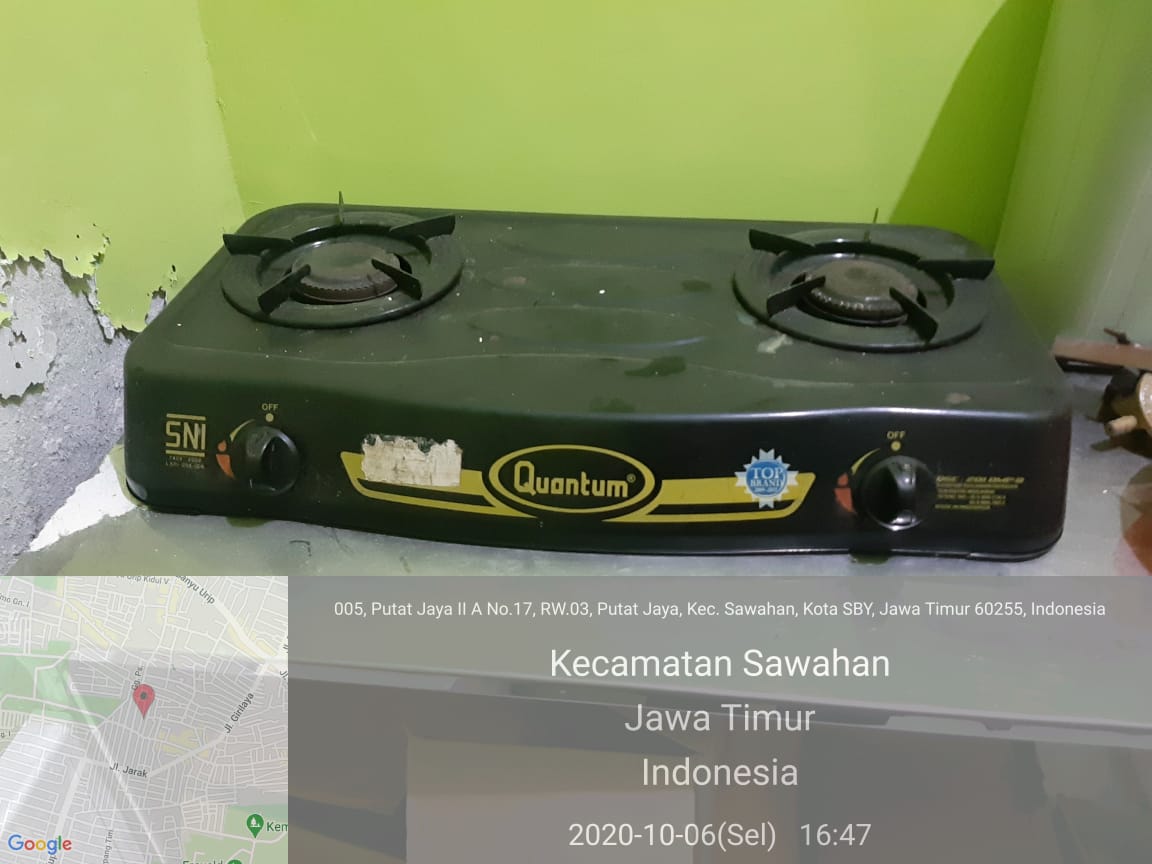 OFF
SNI
OFF
Quantum®
TOP
BRAND
005, Putat Jaya II A No.17, RW.03, Putat Jaya, Kec. Sawahan, Kota SBY, Jawa Timur 60255, Indonesia
Kecamatan Sawahan
Jawa Timur
Indonesia
2020-10-06(Sel) 16:47
Jl. Girilaya
Jl. Jarak
Google